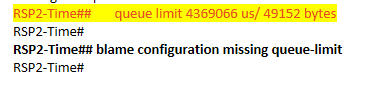 RSP2-Time##      queue limit 4369066 us/ 49152 bytes
RSP2-Time#
RSP2-Time## blame configuration missing queue-limit
RSP2-Time#